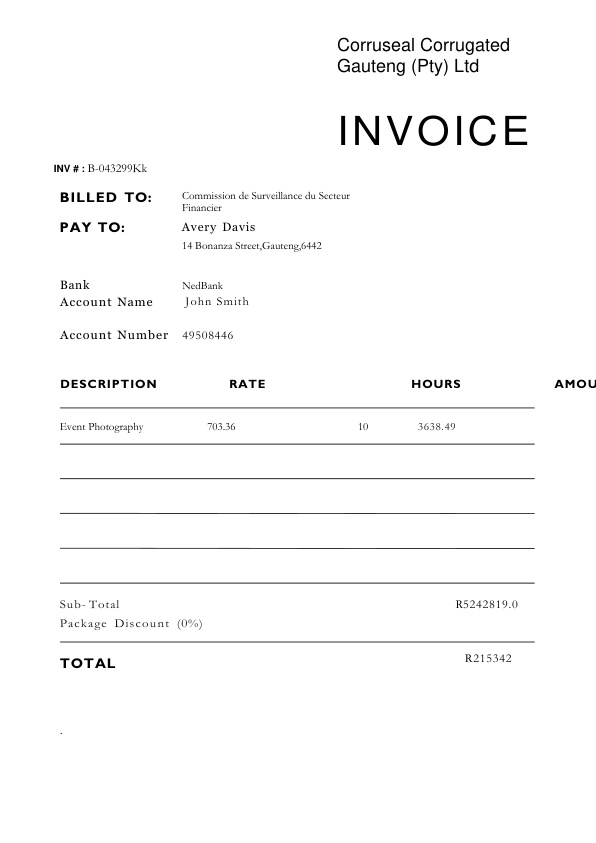 Corruseal Corrugated
Gauteng (Pty) Ltd
INVOICE
INV # : B-043299Kk
BILLED TO: Commission de Surveillance du Secteur
Financier
PAY TO: Avery Davis
14 Bonanza Street,Gauteng,6442
Bank NedBank
Account Name John Smith
Account Number 49508446
DESCRIPTION RATE HOURS AMOU
Event Photography 703.36 10 3638.49
Sub-Total R5242819.0
Package Discount (0%)
TOTAL R215342
.